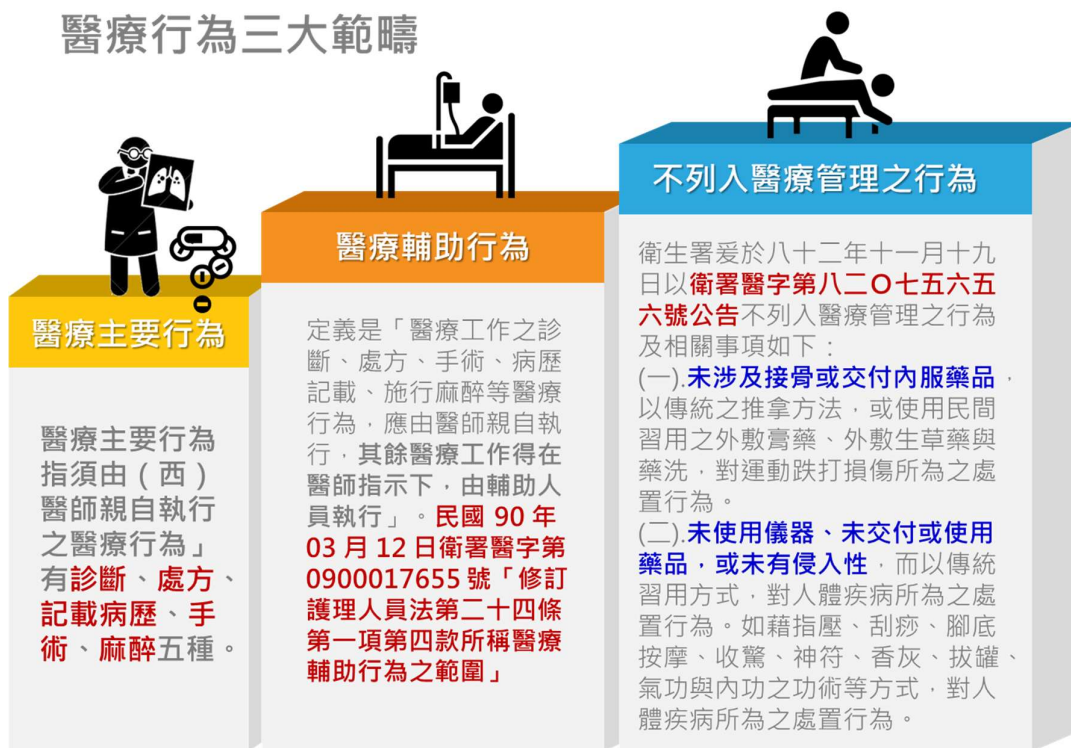 醫療行為三大範疇
醫療主要行為
醫療主要行為
指須由（西）
醫師親自執行
之醫療行為」
有診斷、處方、
記載病歷、手
術、麻醉五種。
醫療輔助行為
定義是「醫療工作之診
斷、處方、手術、病歷
記載、施行麻醉等醫療
行為，應由醫師親自執
行，其餘醫療工作得在
醫師指示下，由輔助人
員執行」。民國 90 年
03 月 12 日衛署醫字第
0900017655 號「修訂
護理人員法第二十四條
第一項第四款所稱醫療
輔助行為之範圍」
不列入醫療管理之行為
衛生署爰於八十二年十一月十九
日以衛署醫字第八二〇七五六五
六號公告不列入醫療管理之行為
及相關事項如下：
(一).未涉及接骨或交付內服藥品，
以傳統之推拿方法，或使用民間
習用之外敷膏藥、外敷生草藥與
藥洗，對運動跌打損傷所為之處
置行為。
(二).未使用儀器、未交付或使用
藥品，或未有侵入性，而以傳統
習用方式，對人體疾病所為之處
置行為。如藉指壓、刮痧、腳底
按摩、收驚、神符、香灰、拔罐、
氣功與內功之功術等方式，對人
體疾病所為之處置行為。